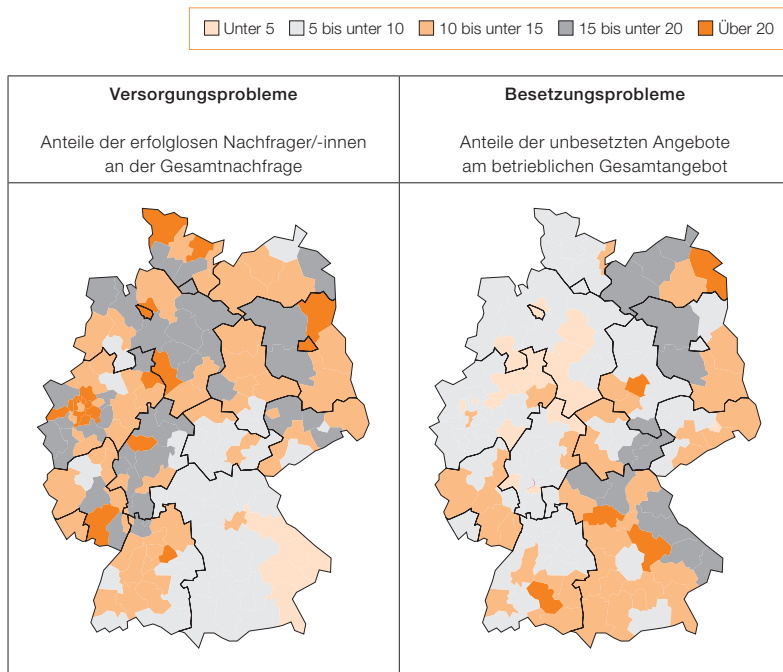 Unter 5 5 bis unter 10 10 bis unter 15 15 bis unter 20 Über 20
Versorgungsprobleme
Anteile der erfolglosen Nachfrager/-innen
an der Gesamtnachfrage
Besetzungsprobleme
Anteile der unbesetzten Angebote
am betrieblichen Gesamtangebot